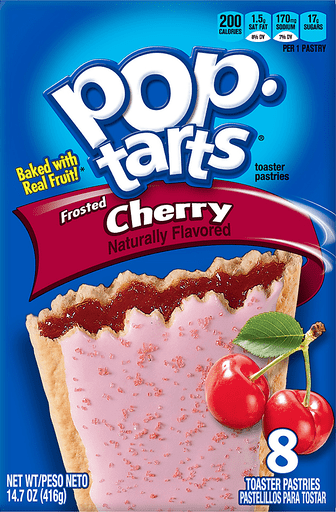 200 CALORIES
1.5g SAT FAT 8% DV
170mg SODIUM 7% DV
17g SUGARS
PER 1 PASTRY
pop.
tarts®
Baked with
Real Fruit!
toaster
pastries
Frosted
Cherry
Naturally Flavored
8
NET WT/PESO NETO
14.7 OZ (416g)
TOASTER PASTRIES
PASTELILLOS PARA TOSTAR